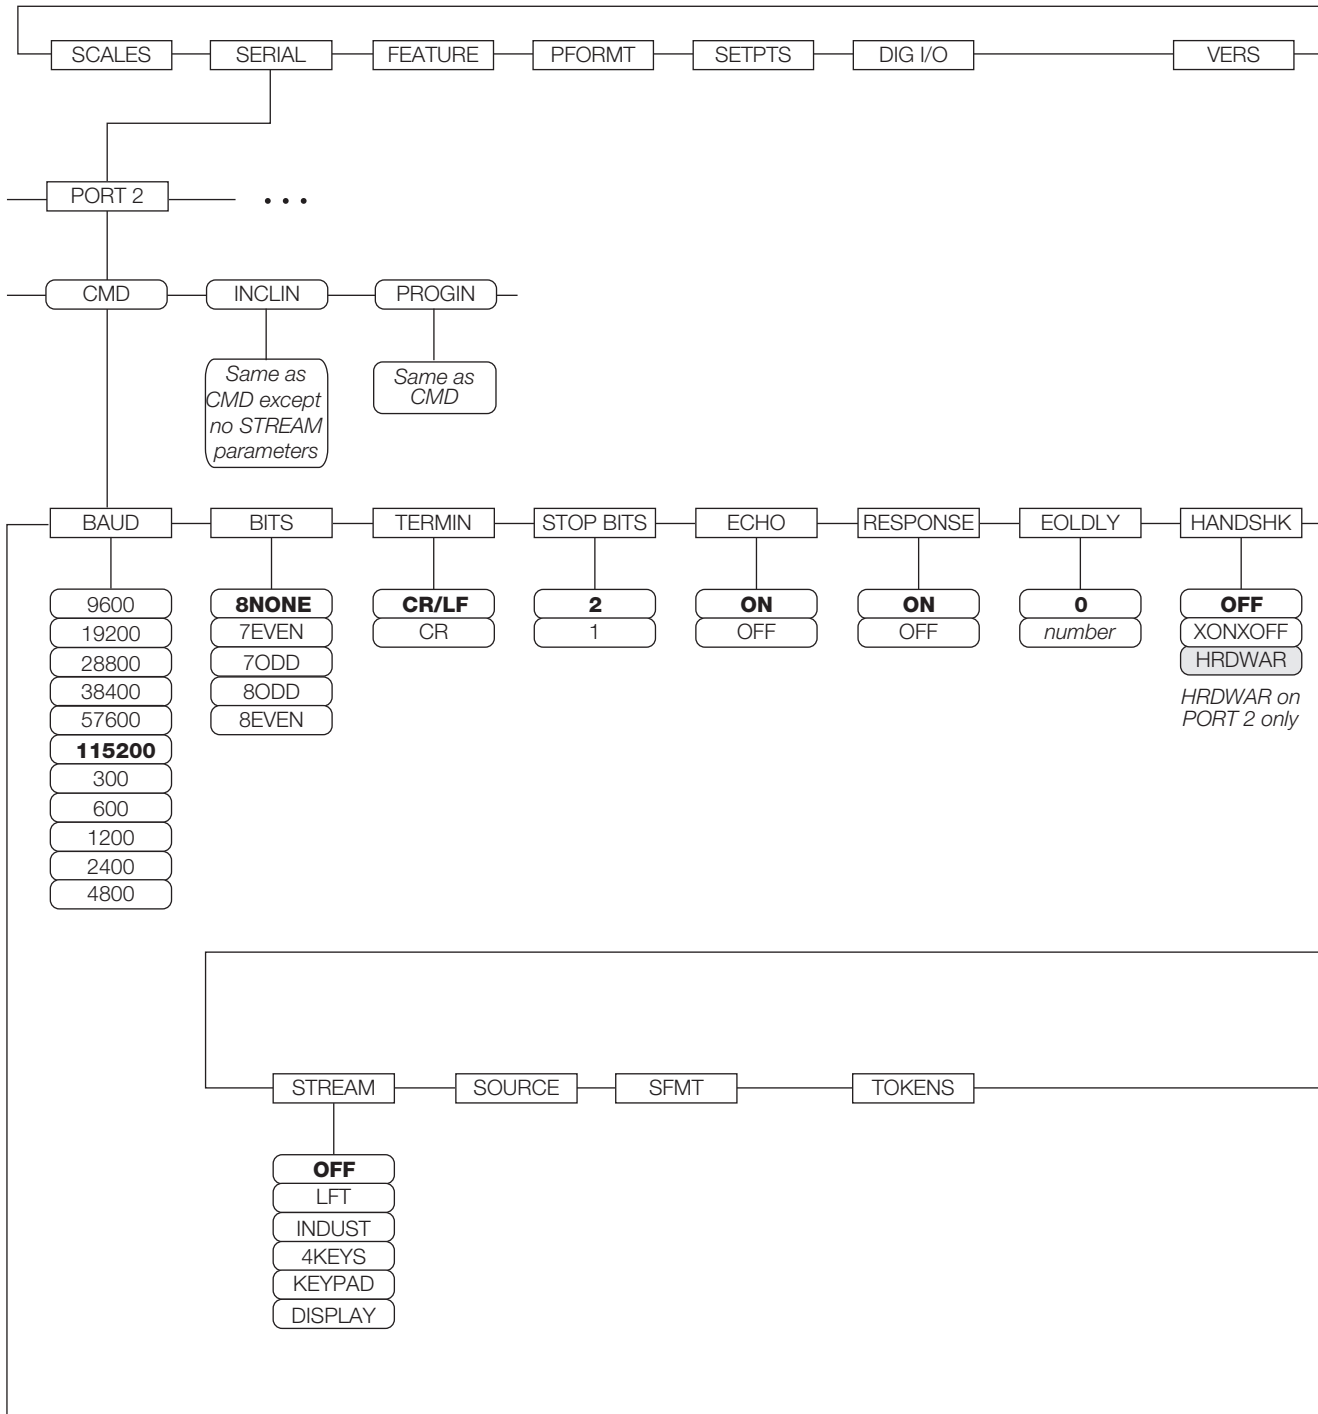 SCALES SERIAL FEATURE PFORMT SETPTS DIG I/O VERS
PORT 2 • • •
CMD INCLIN PROGIN
Same as
CMD except
no STREAM
parameters
Same as
CMD
BAUD BITS TERMIN STOP BITS ECHO RESPONSE EOLDLY HANDSHK
9600
19200
28800
38400
57600
115200
300
600
1200
2400
4800
8NONE
7EVEN
7ODD
8ODD
8EVEN
CR/LF
CR
2
1
ON
OFF
ON
OFF
0
number
OFF
XONXOFF
HRDWAR
HRDWAR on
PORT 2 only
STREAM SOURCE SFMT TOKENS
OFF
LFT
INDUST
4KEYS
KEYPAD
DISPLAY